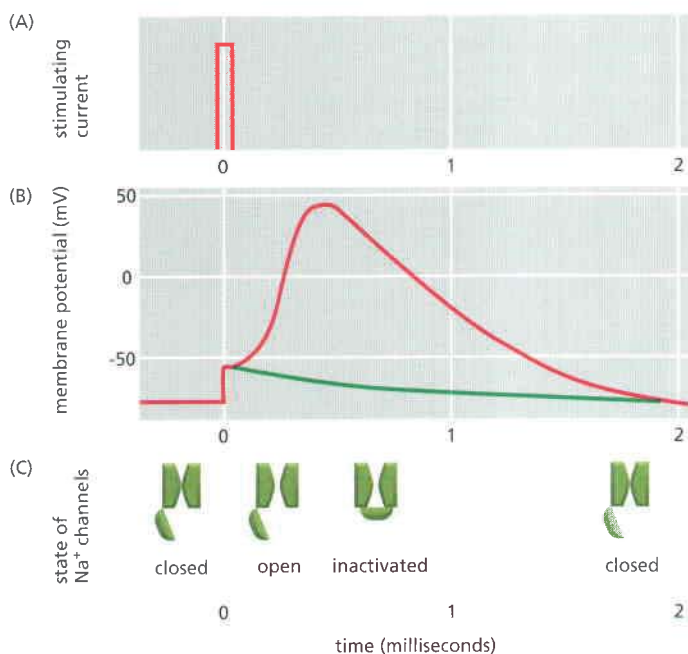 (A)
stimulating
current
0
1
2
(B)
membrane potential (mV)
50
0
-50
0
1
2
(C)
state of
Na⁺ channels
closed
open
inactivated
closed
0
1
2
time (milliseconds)